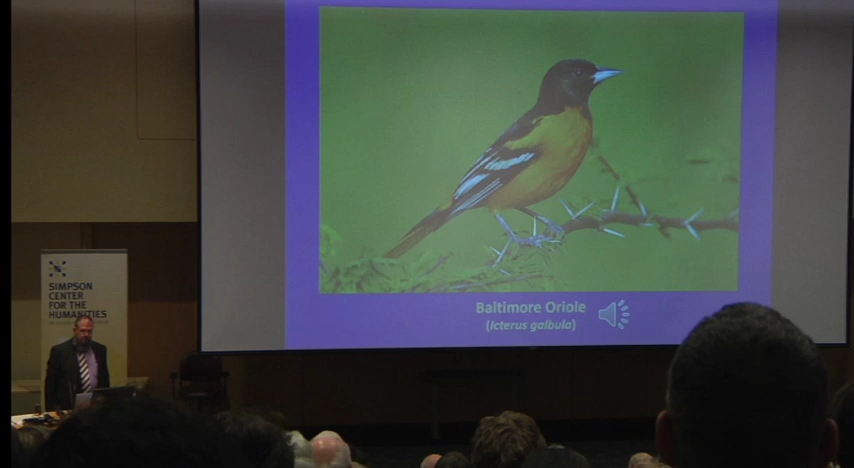 Baltimore Oriole
(Icterus galbula)
SIMPSON
CENTER
FOR THE
HUMANITIES